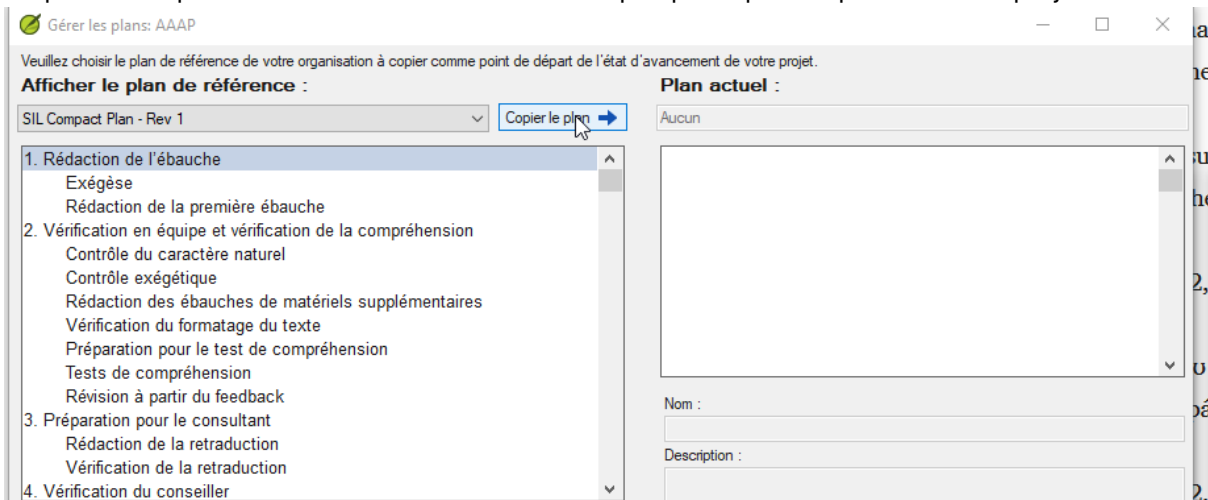 Gérer les plans: AAAP
Veuillez choisir le plan de référence de votre organisation à copier comme point de départ de l'état d'avancement de votre projet.
Afficher le plan de référence :
Plan actuel :
SIL Compact Plan - Rev 1
Copier le plan
Aucun
1. Rédaction de l'ébauche
Exégèse
Rédaction de la première ébauche
2. Vérification en équipe et vérification de la compréhension
Contrôle du caractère naturel
Contrôle exégétique
Rédaction des ébauches de matériels supplémentaires
Vérification du formatage du texte
Préparation pour le test de compréhension
Tests de compréhension
Révision à partir du feedback
3. Préparation pour le consultant
Rédaction de la retraduction
Vérification de la retraduction
4. Vérification du conseiller
Nom :
Description :